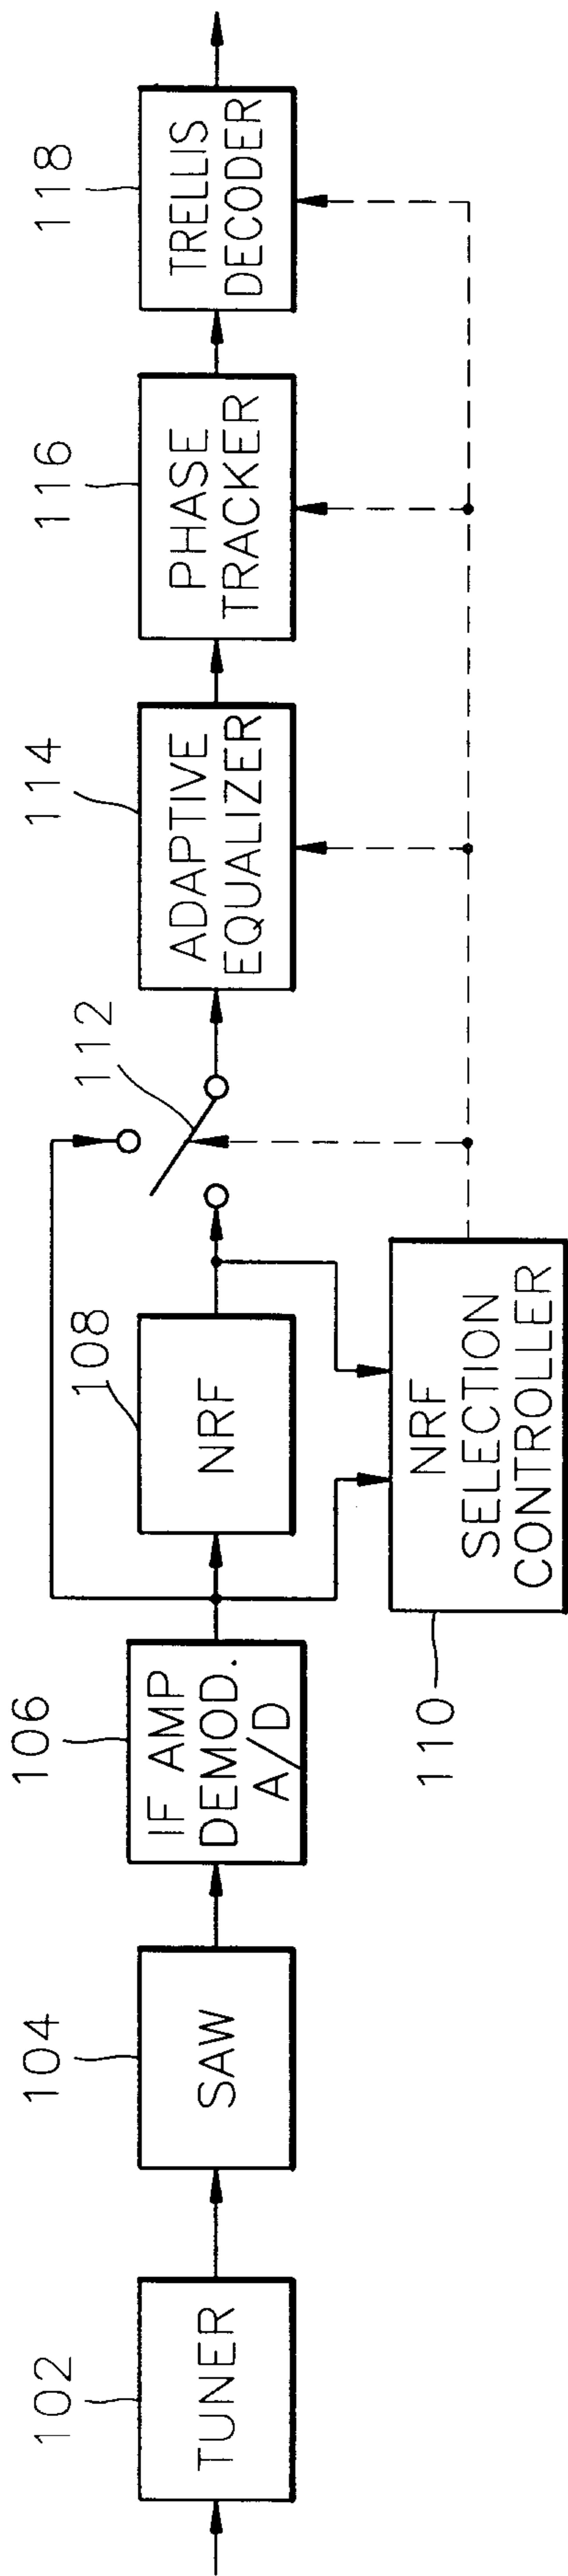 102
TUNER
104
SAW
106
IF AMP
DEMOD.
A/D
108
NRF
110
NRF
SELECTION
CONTROLLER
112
114
ADAPTIVE
EQUALIZER
116
PHASE
TRACKER
118
TRELLIS
DECODER